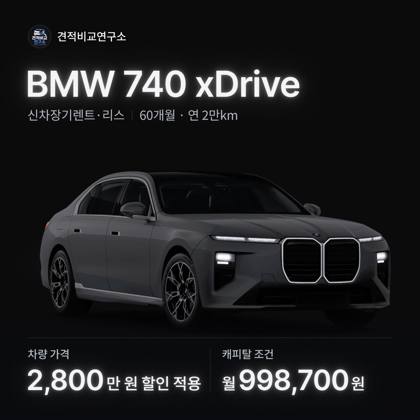 견적비교연구소
BMW 740 xDrive
신차장기렌트·리스 | 60개월 · 연 2만km
차량 가격
2,800만 원 할인 적용
캐피탈 조건
월 998,700원